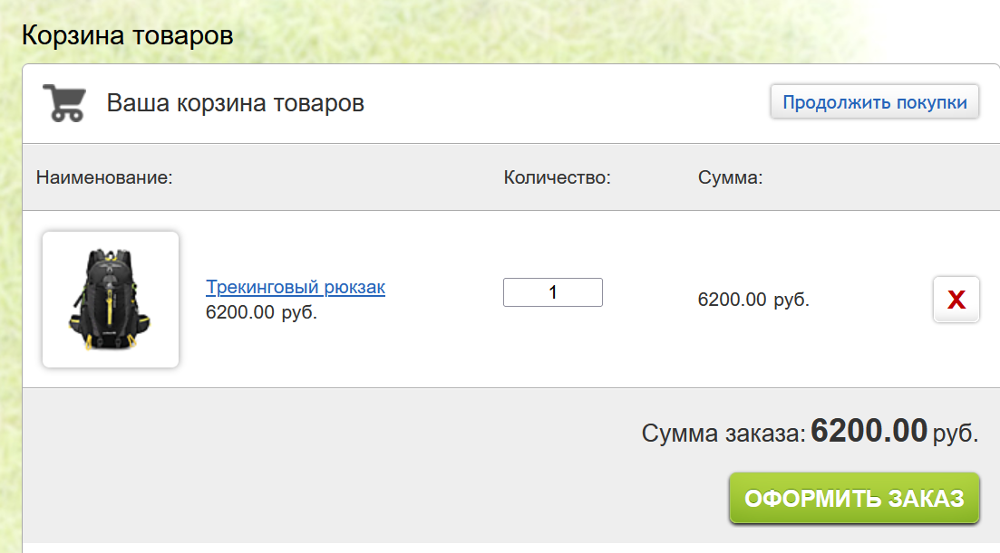 Корзина товаров
Ваша корзина товаров
Продолжить покупки
Наименование: Количество: Сумма:
Трекинговый рюкзак
6200.00 руб.
1
6200.00 руб.
X
Сумма заказа: 6200.00 руб.
ОФОРМИТЬ ЗАКАЗ